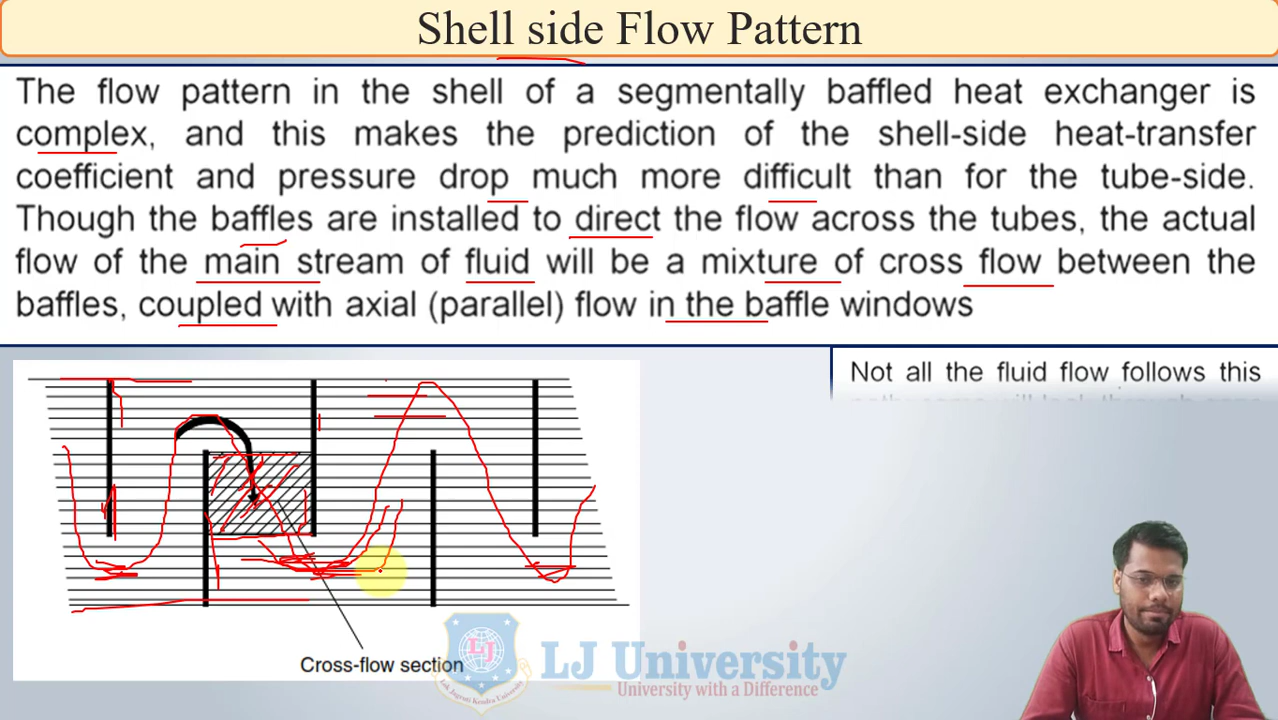 Shell side Flow Pattern
The flow pattern in the shell of a segmentally baffled heat exchanger is
complex, and this makes the prediction of the shell-side heat-transfer
coefficient and pressure drop much more difficult than for the tube-side.
Though the baffles are installed to direct the flow across the tubes, the actual
flow of the main stream of fluid will be a mixture of cross flow between the
baffles, coupled with axial (parallel) flow in the baffle windows
Not all the fluid flow follows this
Cross-flow section
LJ
LJ University
University with a Difference